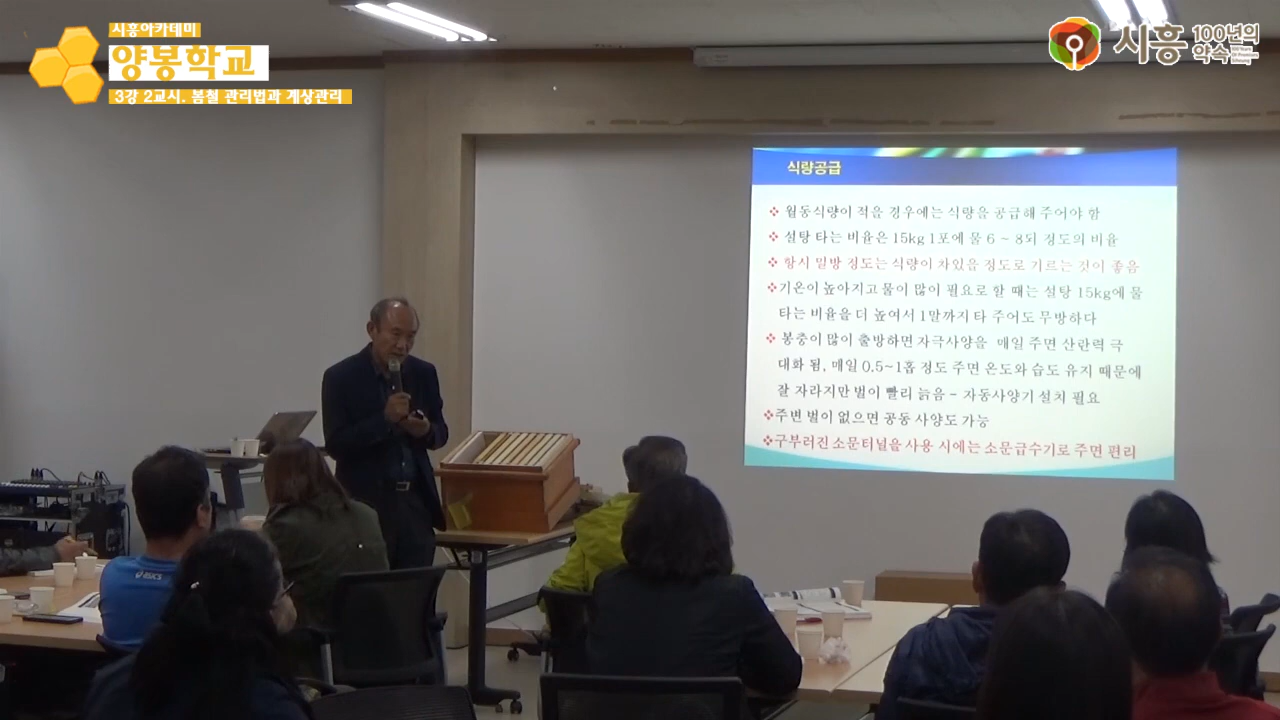 시흥아카데미
양봉학교
3강 2교시. 봄철 관리법과 계상관리
시흥 100년의 약속
식량공급
❖ 월동식량이 적을 경우에는 식량을 공급해 주어야 함
❖ 설탕 타는 비율은 15kg 1포에 물 6 ~ 8되 정도의 비율
❖ 항시 밀방 정도는 식량이 차있을 정도로 기르는 것이 좋음
❖기온이 높아지고 물이 많이 필요로 할 때는 설탕 15kg에 물
타는 비율을 더 높여서 1말까지 타 주어도 무방하다
❖ 봉충이 많이 출방하면 자극사양을 매일 주면 산란력 극
대화 됨, 매일 0.5~1홉 정도 주면 온도와 습도 유지 때문에
잘 자라지만 벌이 빨리 늙음 - 자동사양기 설치 필요
❖주변 벌이 없으면 공동 사양도 가능
❖구부러진 소문터널을 사용 시에는 소문급수기로 주면 편리
asics